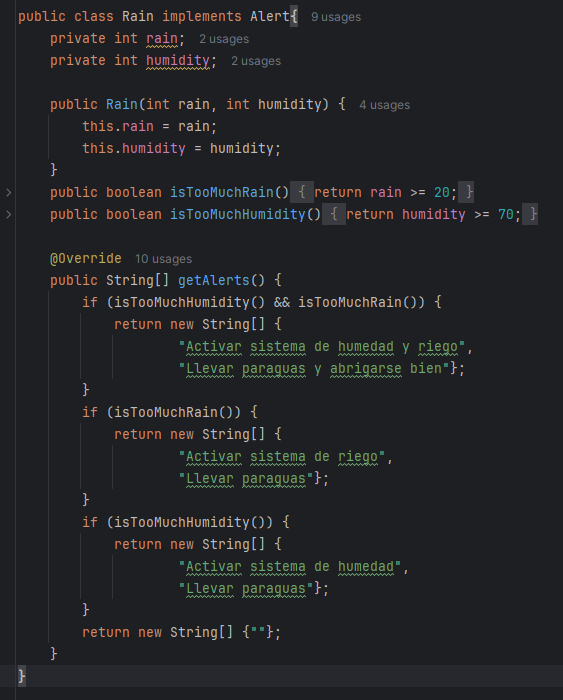 public class Rain implements Alert{ 9 usages
private int rain; 2 usages
private int humidity; 2 usages
public Rain(int rain, int humidity) { 4 usages
this.rain = rain;
this.humidity = humidity;
}
public boolean isTooMuchRain() { return rain >= 20; }
public boolean isTooMuchHumidity() { return humidity >= 70; }
@Override 10 usages
public String[] getAlerts() {
if (isTooMuchHumidity() && isTooMuchRain()) {
return new String[] {
"Activar sistema de humedad y riego",
"Llevar paraguas y abrigarse bien"};
}
if (isTooMuchRain()) {
return new String[] {
"Activar sistema de riego",
"Llevar paraguas"};
}
if (isTooMuchHumidity()) {
return new String[] {
"Activar sistema de humedad",
"Llevar paraguas"};
}
return new String[] {""};
}
}